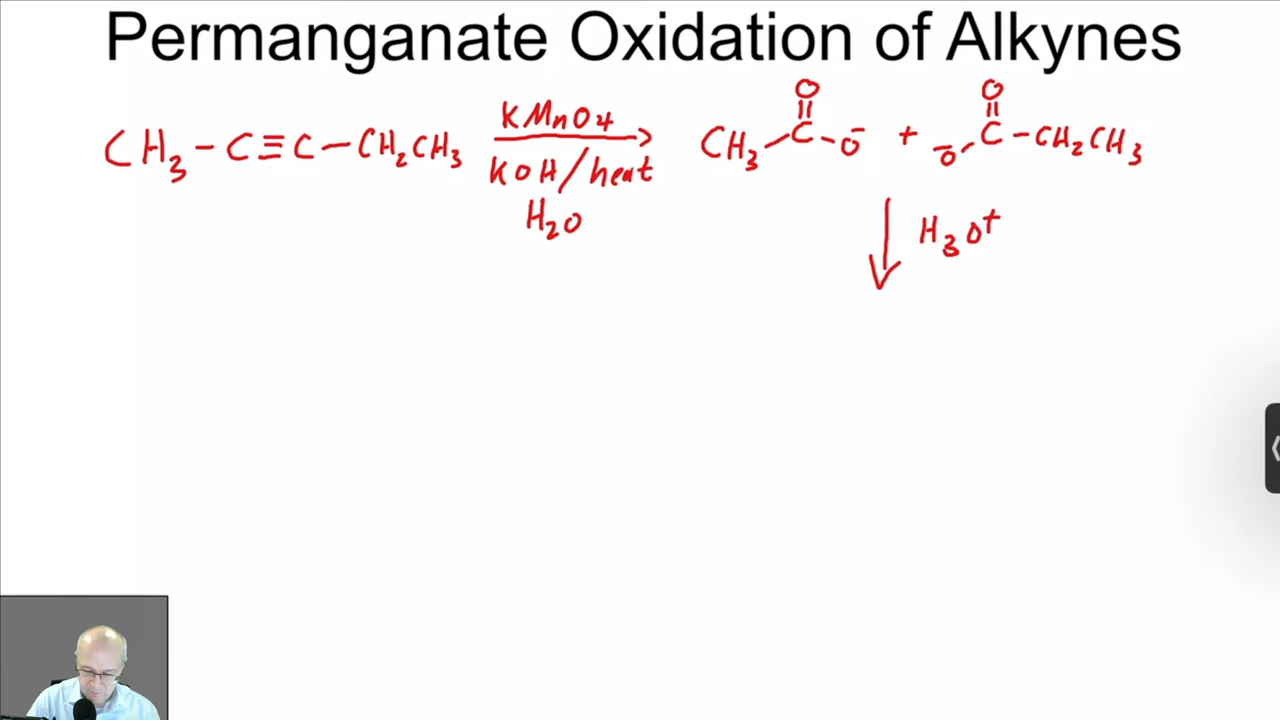 Permanganate Oxidation of Alkynes
CH₃-C≡C-CH₂CH₃ KMnO₄ CH₃-C-O⁻ + ⁻O-C-CH₂CH₃
O O
KOH/heat
H₂O
H₃O⁺